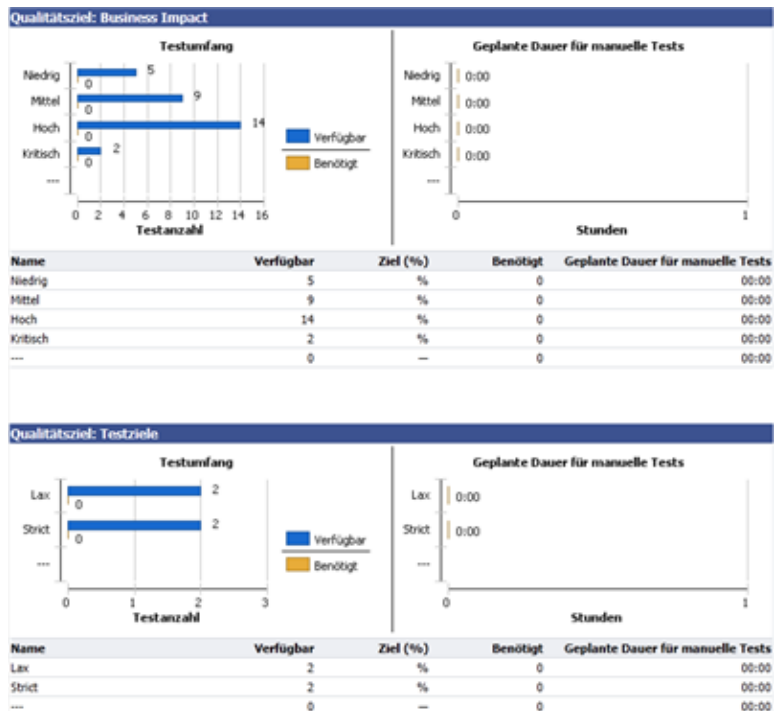 Qualitätsziel: Business Impact
Testumfang
Niedrig 5
0
Mittel 9
0
Hoch 14
0
Kritisch 2
0
---
0 2 4 6 8 10 12 14 16
Testanzahl
Verfügbar
Benötigt
Geplante Dauer für manuelle Tests
Niedrig 0:00
Mittel 0:00
Hoch 0:00
Kritisch 0:00
---
0 1
Stunden
Name Verfügbar Ziel (%) Benötigt Geplante Dauer für manuelle Tests
Niedrig 5 % 0 00:00
Mittel 9 % 0 00:00
Hoch 14 % 0 00:00
Kritisch 2 % 0 00:00
--- 0 — 0 00:00
Qualitätsziel: Testziele
Testumfang
Lax 2
0
Strict 2
0
---
0 1 2 3
Testanzahl
Verfügbar
Benötigt
Geplante Dauer für manuelle Tests
Lax 0:00
Strict 0:00
---
0 1
Stunden
Name Verfügbar Ziel (%) Benötigt Geplante Dauer für manuelle Tests
Lax 2 % 0 00:00
Strict 2 % 0 00:00
--- 0 — 0 00:00